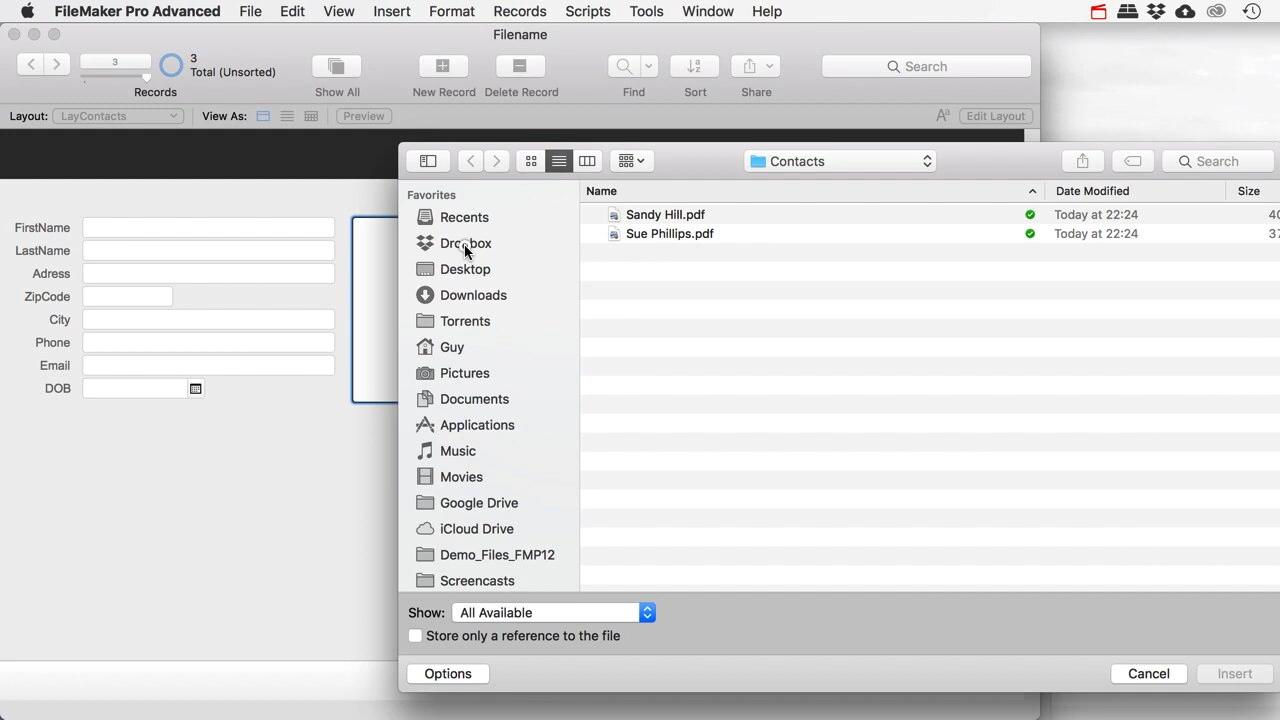 FileMaker Pro Advanced File Edit View Insert Format Records Scripts Tools Window Help
Filename
3
3
Total (Unsorted)
Search
Records
Show All
New Record
Delete Record
Find
Sort
Share
Layout: LayContacts View As: Preview Aa Edit Layout
Contacts
Search
FirstName
LastName
Adress
ZipCode
City
Phone
Email
DOB
Favorites
Recents
Dropbox
Desktop
Downloads
Torrents
Guy
Pictures
Documents
Applications
Music
Movies
Google Drive
iCloud Drive
Demo_Files_FMP12
Screencasts
Name Date Modified Size
Sandy Hill.pdf Today at 22:24
Sue Phillips.pdf Today at 22:24
Show: All Available
Store only a reference to the file
Options
Cancel
Insert